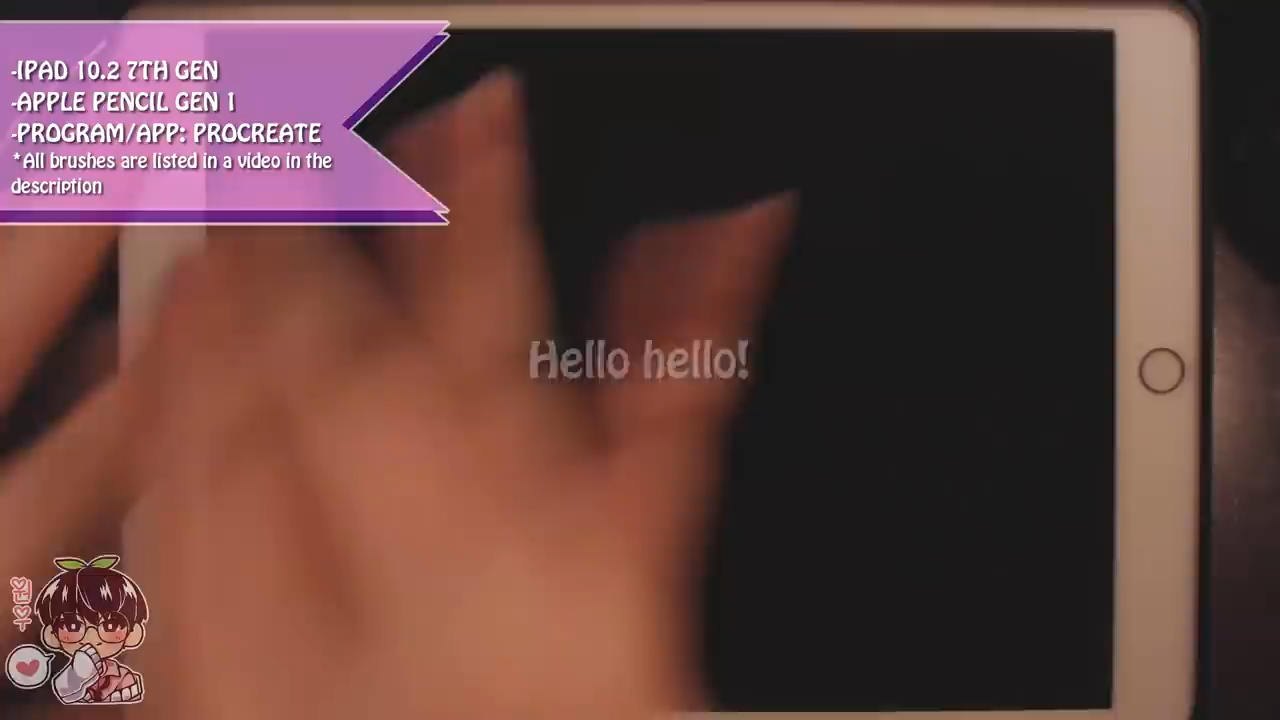 -IPAD 10.2 7TH GEN
-APPLE PENCIL GEN 1
-PROGRAM/APP: PROCREATE
*All brushes are listed in a video in the
description
Hello hello!